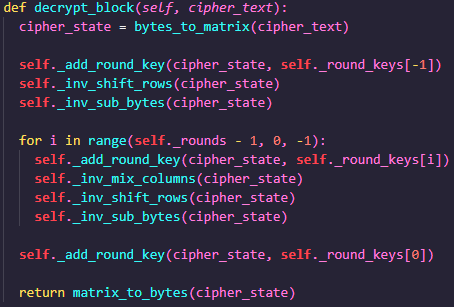 def decrypt_block(self, cipher_text):
cipher_state = bytes_to_matrix(cipher_text)
self._add_round_key(cipher_state, self._round_keys[-1])
self._inv_shift_rows(cipher_state)
self._inv_sub_bytes(cipher_state)
for i in range(self._rounds - 1, 0, -1):
self._add_round_key(cipher_state, self._round_keys[i])
self._inv_mix_columns(cipher_state)
self._inv_shift_rows(cipher_state)
self._inv_sub_bytes(cipher_state)
self._add_round_key(cipher_state, self._round_keys[0])
return matrix_to_bytes(cipher_state)